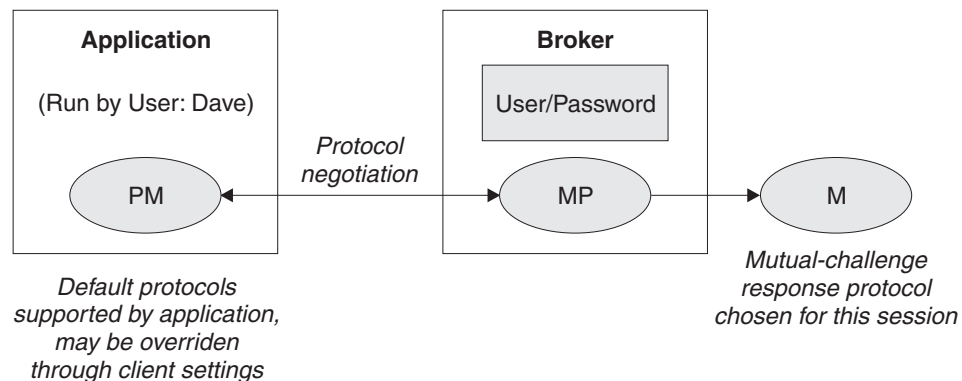 Application
(Run by User: Dave)
PM
Default protocols
supported by application,
may be overriden
through client settings
Protocol
negotiation
Broker
User/Password
MP
M
Mutual-challenge
response protocol
chosen for this session